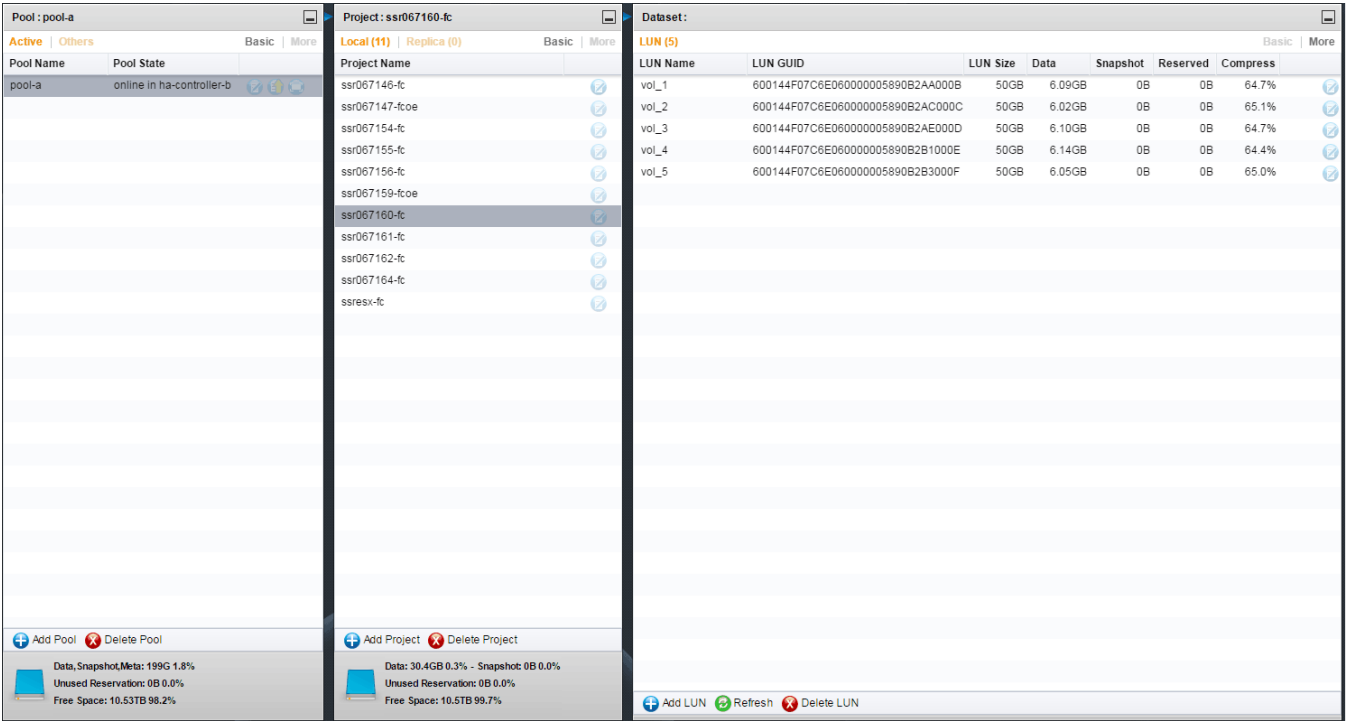 Pool : pool-a
Active | Others Basic | More
Pool Name Pool State
pool-a online in ha-controller-b
Add Pool Delete Pool
Data,Snapshot,Meta: 199G 1.8%
Unused Reservation: 0B 0.0%
Free Space: 10.53TB 98.2%
Project : ssr067160-fc
Local (11) | Replica (0) Basic | More
Project Name
ssr067146-fc
ssr067147-fcoe
ssr067154-fc
ssr067155-fc
ssr067156-fc
ssr067159-fcoe
ssr067160-fc
ssr067161-fc
ssr067162-fc
ssr067164-fc
ssresx-fc
Add Project Delete Project
Data: 30.4GB 0.3% - Snapshot: 0B 0.0%
Unused Reservation: 0B 0.0%
Free Space: 10.5TB 99.7%
Dataset :
LUN (5) Basic | More
LUN Name LUN GUID LUN Size Data Snapshot Reserved Compress
vol_1 600144F07C6E060000005890B2AA000B 50GB 6.09GB 0B 0B 64.7%
vol_2 600144F07C6E060000005890B2AC000C 50GB 6.02GB 0B 0B 65.1%
vol_3 600144F07C6E060000005890B2AE000D 50GB 6.10GB 0B 0B 64.7%
vol_4 600144F07C6E060000005890B2B1000E 50GB 6.14GB 0B 0B 64.4%
vol_5 600144F07C6E060000005890B2B3000F 50GB 6.05GB 0B 0B 65.0%
Add LUN Refresh Delete LUN